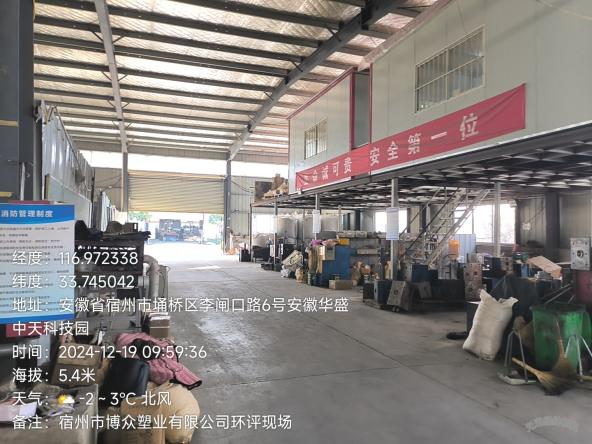 生命诚可贵 安全第一位
消防管理制度
经度：116.972338
纬度：33.745042
地址：安徽省宿州市埇桥区李闸口路6号安徽华盛
中天科技园
时间：2024-12-19 09:59:36
海拔：5.4米
天气：-2～3℃ 北风
备注：宿州市博众塑业有限公司环评现场